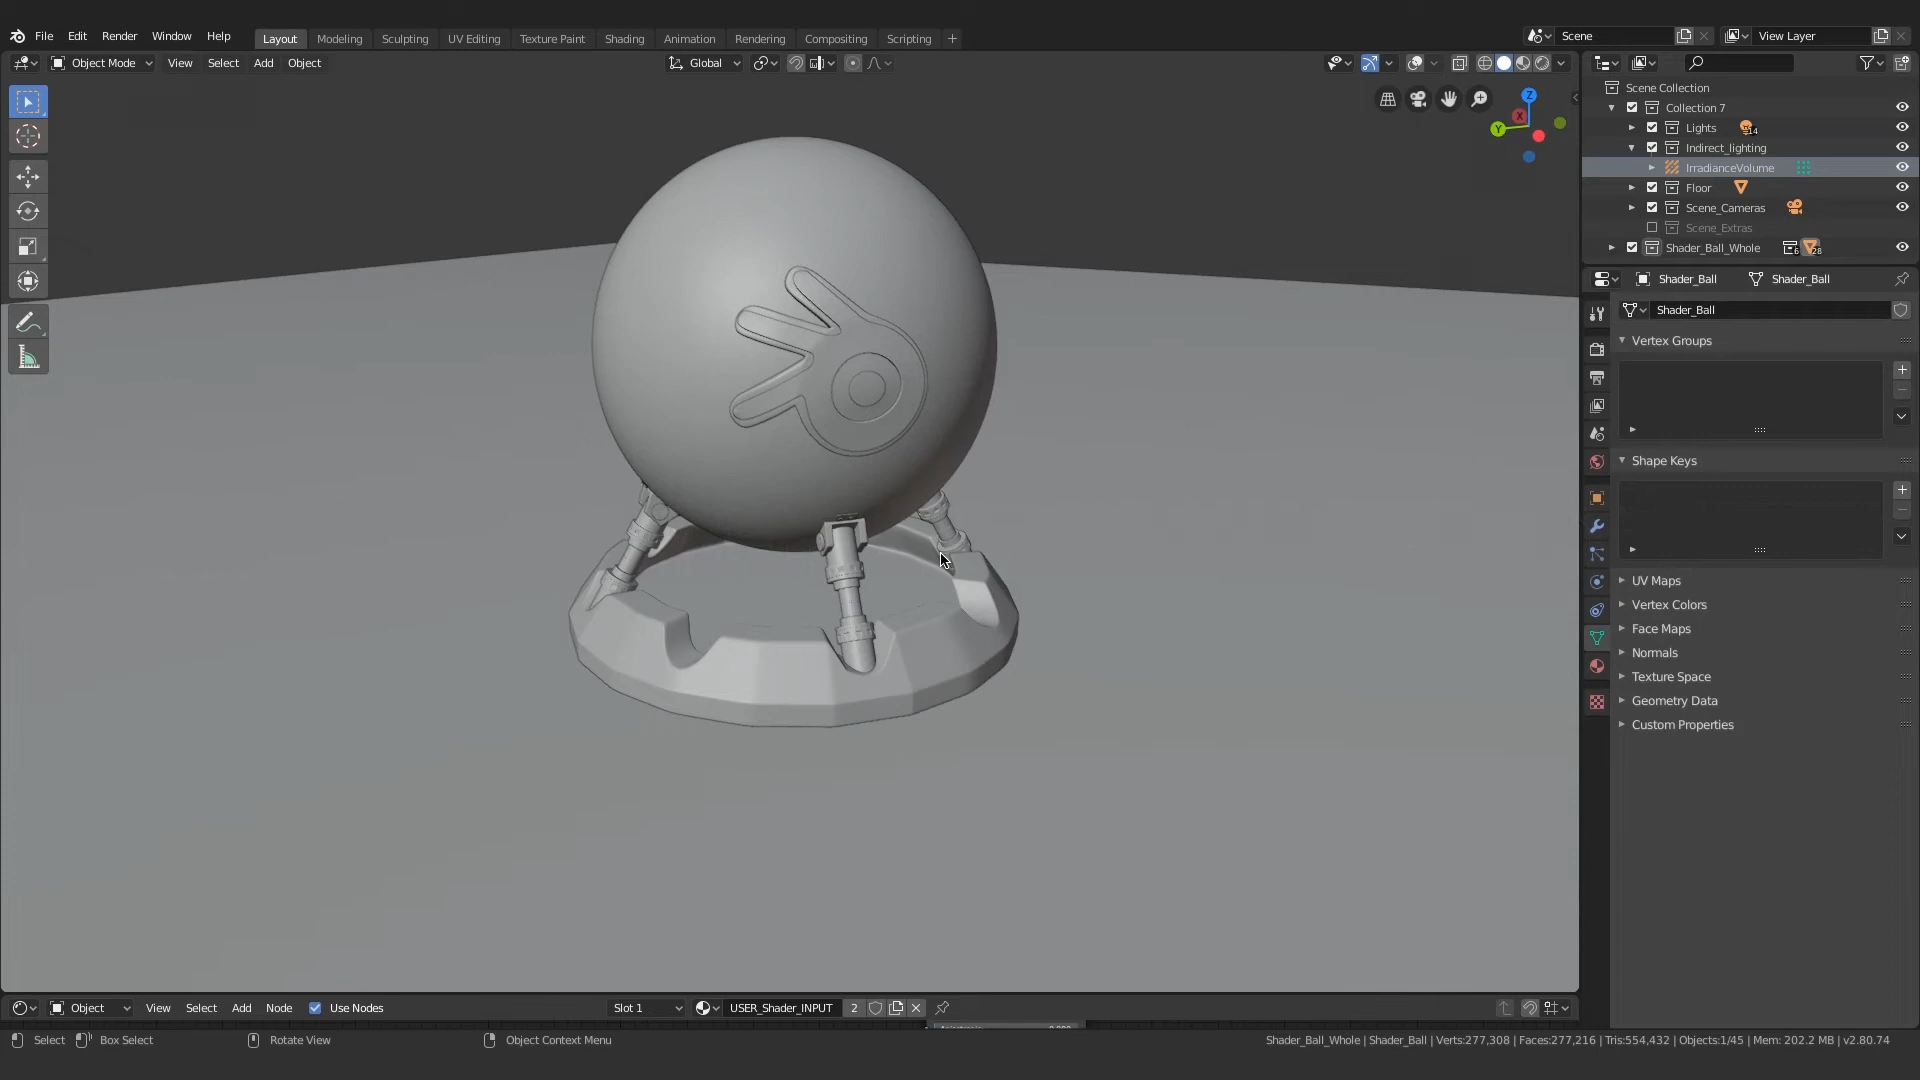 File Edit Render Window Help Layout Modeling Sculpting UV Editing Texture Paint Shading Animation Rendering Compositing Scripting + Scene View Layer
Object Mode View Select Add Object Global
Z
X
Y
Scene Collection
Collection 7
Lights 14
Indirect_lighting
IrradianceVolume
Floor
Scene_Cameras
Scene_Extras
Shader_Ball_Whole 6 28
Shader_Ball Shader_Ball
Shader_Ball
Vertex Groups
Shape Keys
UV Maps
Vertex Colors
Face Maps
Normals
Texture Space
Geometry Data
Custom Properties
Object View Select Add Node Use Nodes Slot 1 USER_Shader_INPUT 2
Select Box Select Rotate View Object Context Menu Shader_Ball_Whole | Shader_Ball | Verts:277,308 | Faces:277,216 | Tris:554,432 | Objects:1/45 | Mem: 202.2 MB | v2.80.74